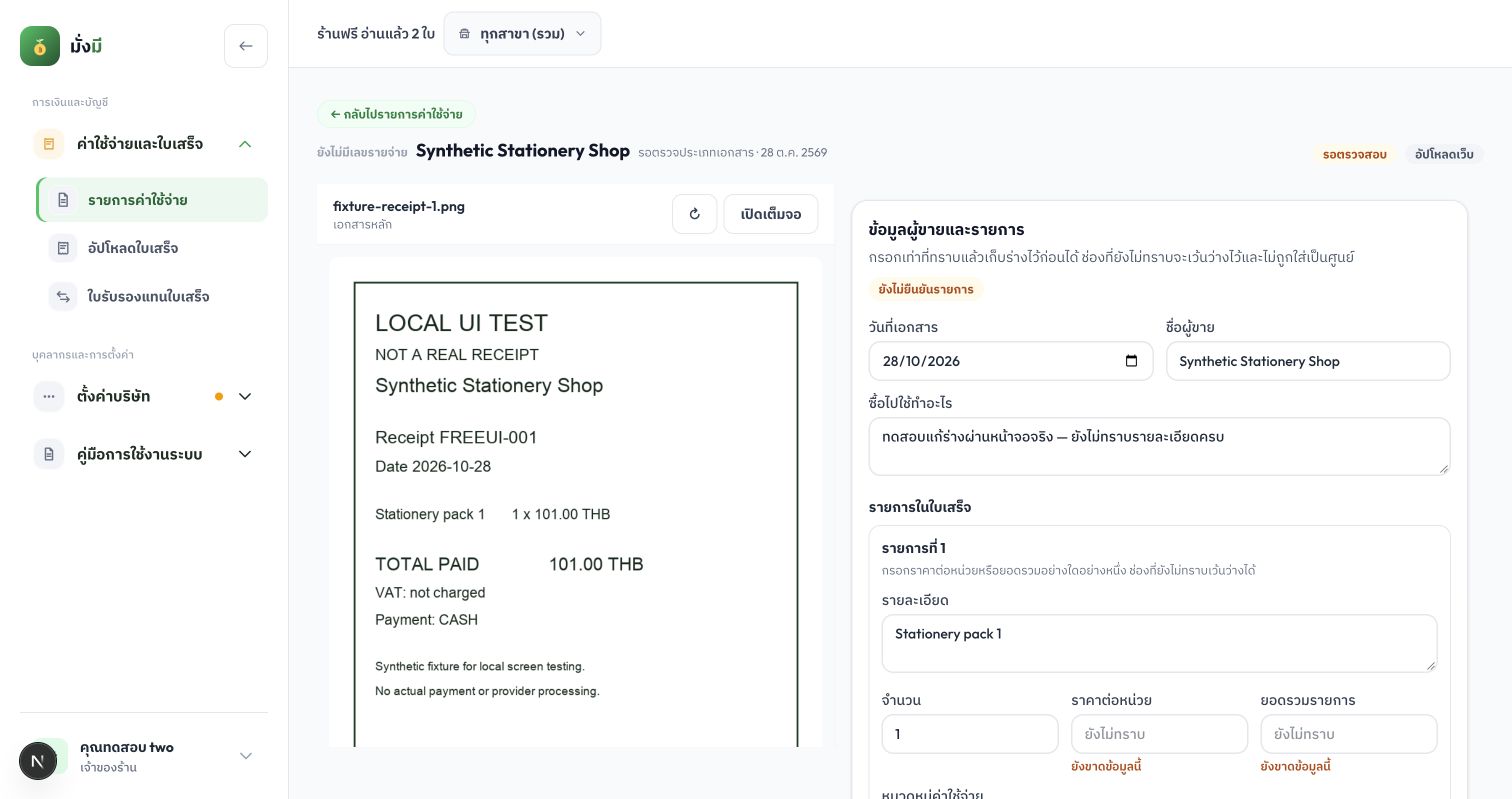 มั่งมี
การเงินและบัญชี
ค่าใช้จ่ายและใบเสร็จ
รายการค่าใช้จ่าย
อัปโหลดใบเสร็จ
ใบรับรองแทนใบเสร็จ
บุคลากรและการตั้งค่า
ตั้งค่าบริษัท
คู่มือการใช้งานระบบ
N
คุณทดสอบ two
เจ้าของร้าน
ร้านฟรี อ่านแล้ว 2 ใบ
ทุกสาขา (รวม)
← กลับไปรายการค่าใช้จ่าย
ยังไม่มีเลขรายจ่าย Synthetic Stationery Shop รอตรวจประเภทเอกสาร · 28 ต.ค. 2569
รอตรวจสอบ อัปโหลดเว็บ
fixture-receipt-1.png
เอกสารหลัก
↻ เปิดเต็มจอ
LOCAL UI TEST
NOT A REAL RECEIPT
Synthetic Stationery Shop
Receipt FREEUI-001
Date 2026-10-28
Stationery pack 1 1 x 101.00 THB
TOTAL PAID 101.00 THB
VAT: not charged
Payment: CASH
Synthetic fixture for local screen testing.
No actual payment or provider processing.
ข้อมูลผู้ขายและรายการ
กรอกเท่าที่ทราบแล้วเก็บร่างไว้ก่อนได้ ช่องที่ยังไม่ทราบจะเว้นว่างไว้และไม่ถูกใส่เป็นศูนย์
ยังไม่ยืนยันรายการ
วันที่เอกสาร ชื่อผู้ขาย
28/10/2026 Synthetic Stationery Shop
ซื้อไปใช้ทำอะไร
ทดสอบแก้ร่างผ่านหน้าจอจริง — ยังไม่ทราบรายละเอียดครบ
รายการในใบเสร็จ
รายการที่ 1
กรอกราคาต่อหน่วยหรือยอดรวมอย่างใดอย่างหนึ่ง ช่องที่ยังไม่ทราบเว้นว่างได้
รายละเอียด
Stationery pack 1
จำนวน ราคาต่อหน่วย ยอดรวมรายการ
1 ยังไม่ทราบ ยังไม่ทราบ
ยังขาดข้อมูลนี้ ยังขาดข้อมูลนี้
หมวดหมู่ค่าใช้จ่าย